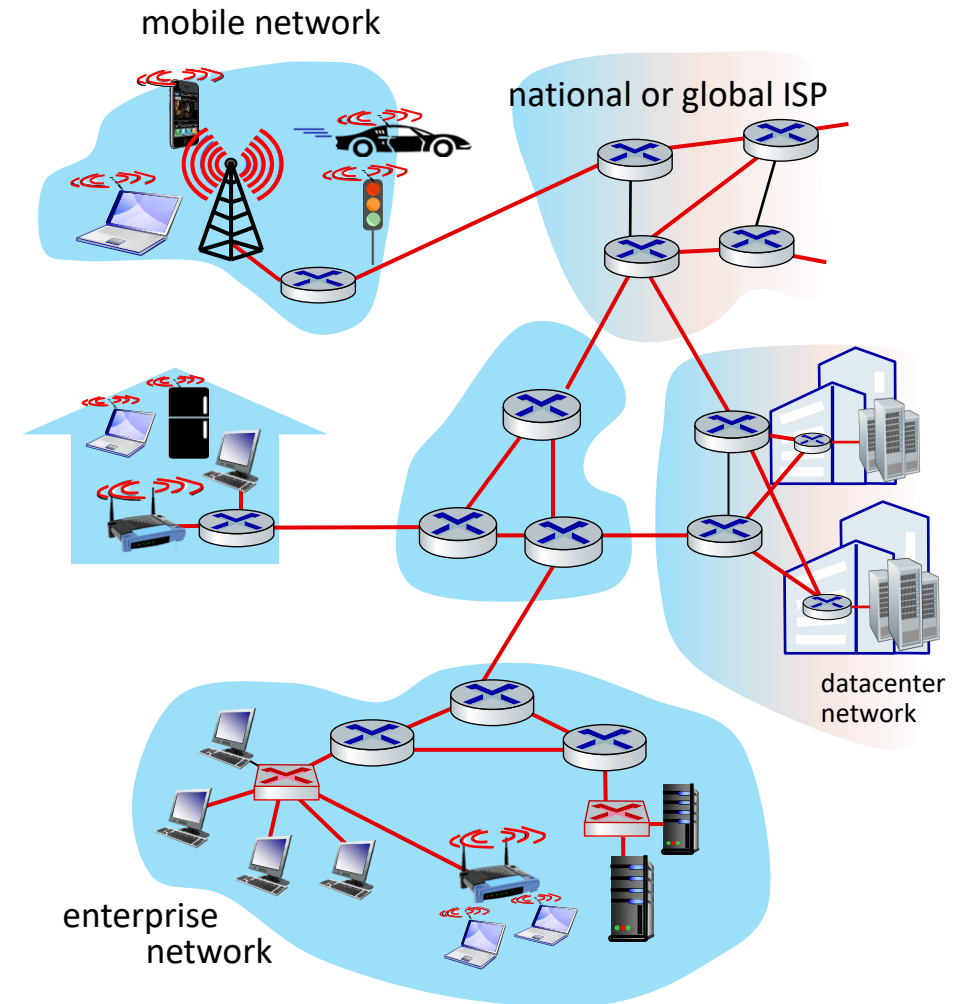 mobile network
national or global ISP
datacenter
network
enterprise
network